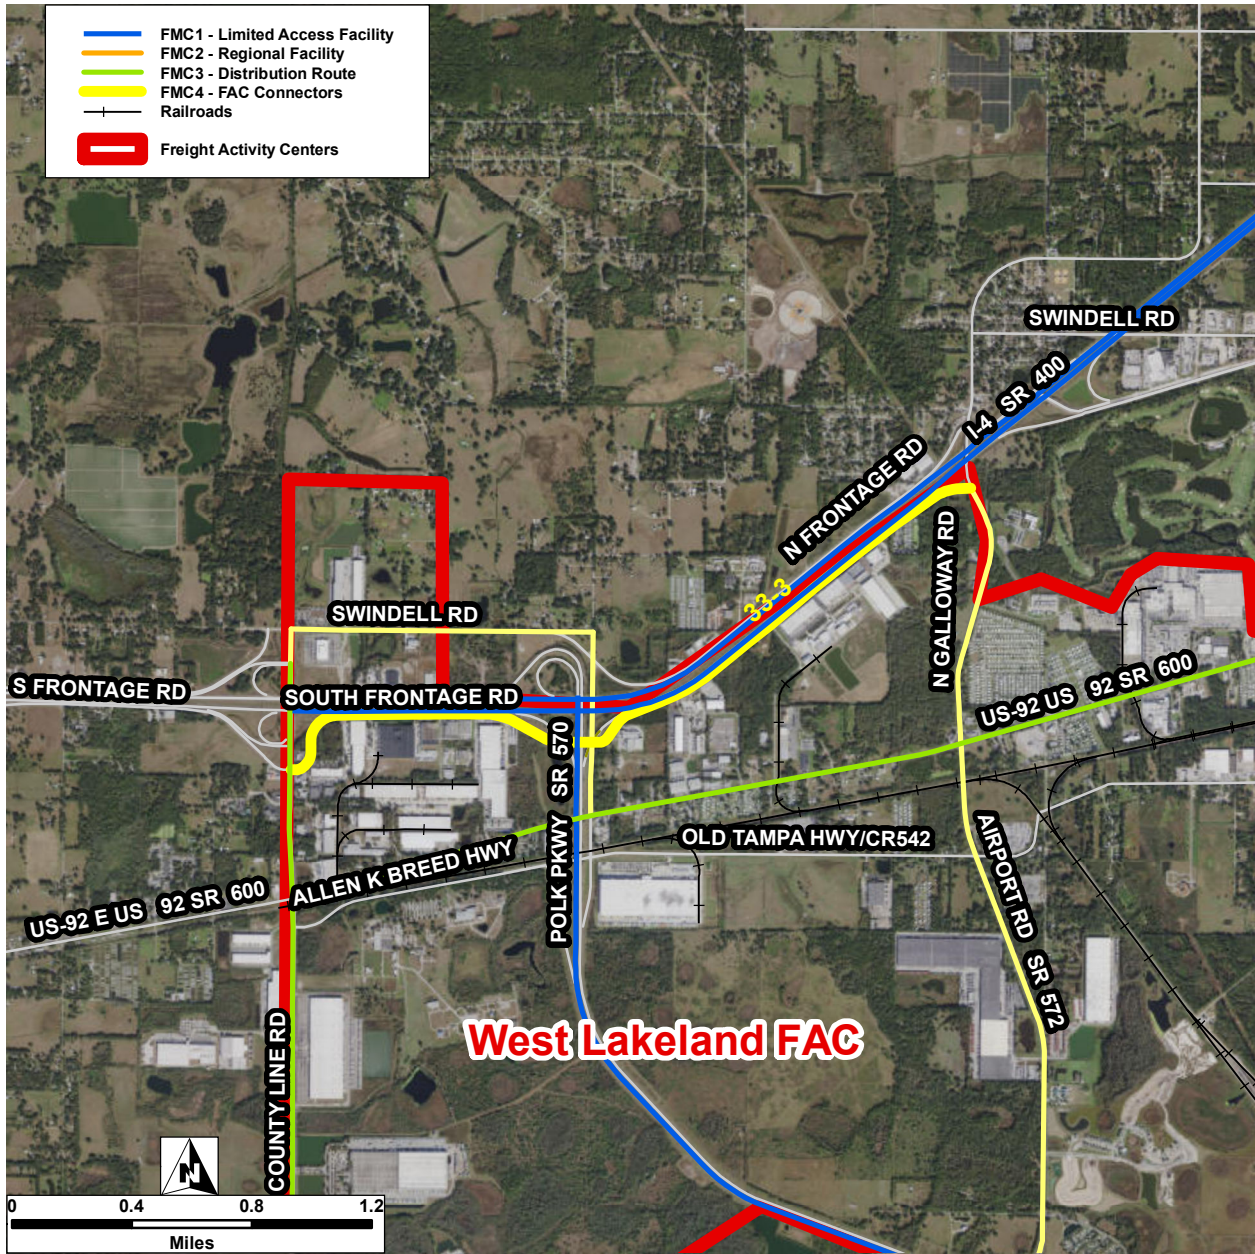 FMC1 - Limited Access Facility
FMC2 - Regional Facility
FMC3 - Distribution Route
FMC4 - FAC Connectors
Railroads
Freight Activity Centers
SWINDELL RD
I-4 SR 400
N FRONTAGE RD
N GALLOWAY RD
33-3
SWINDELL RD
S FRONTAGE RD
SOUTH FRONTAGE RD
US-92 US 92 SR 600
POLK PKWY SR 570
OLD TAMPA HWY/CR542
ALLEN K BREED HWY
US-92 E US 92 SR 600
AIRPORT RD SR 572
West Lakeland FAC
COUNTY LINE RD
N
0 0.4 0.8 1.2
Miles